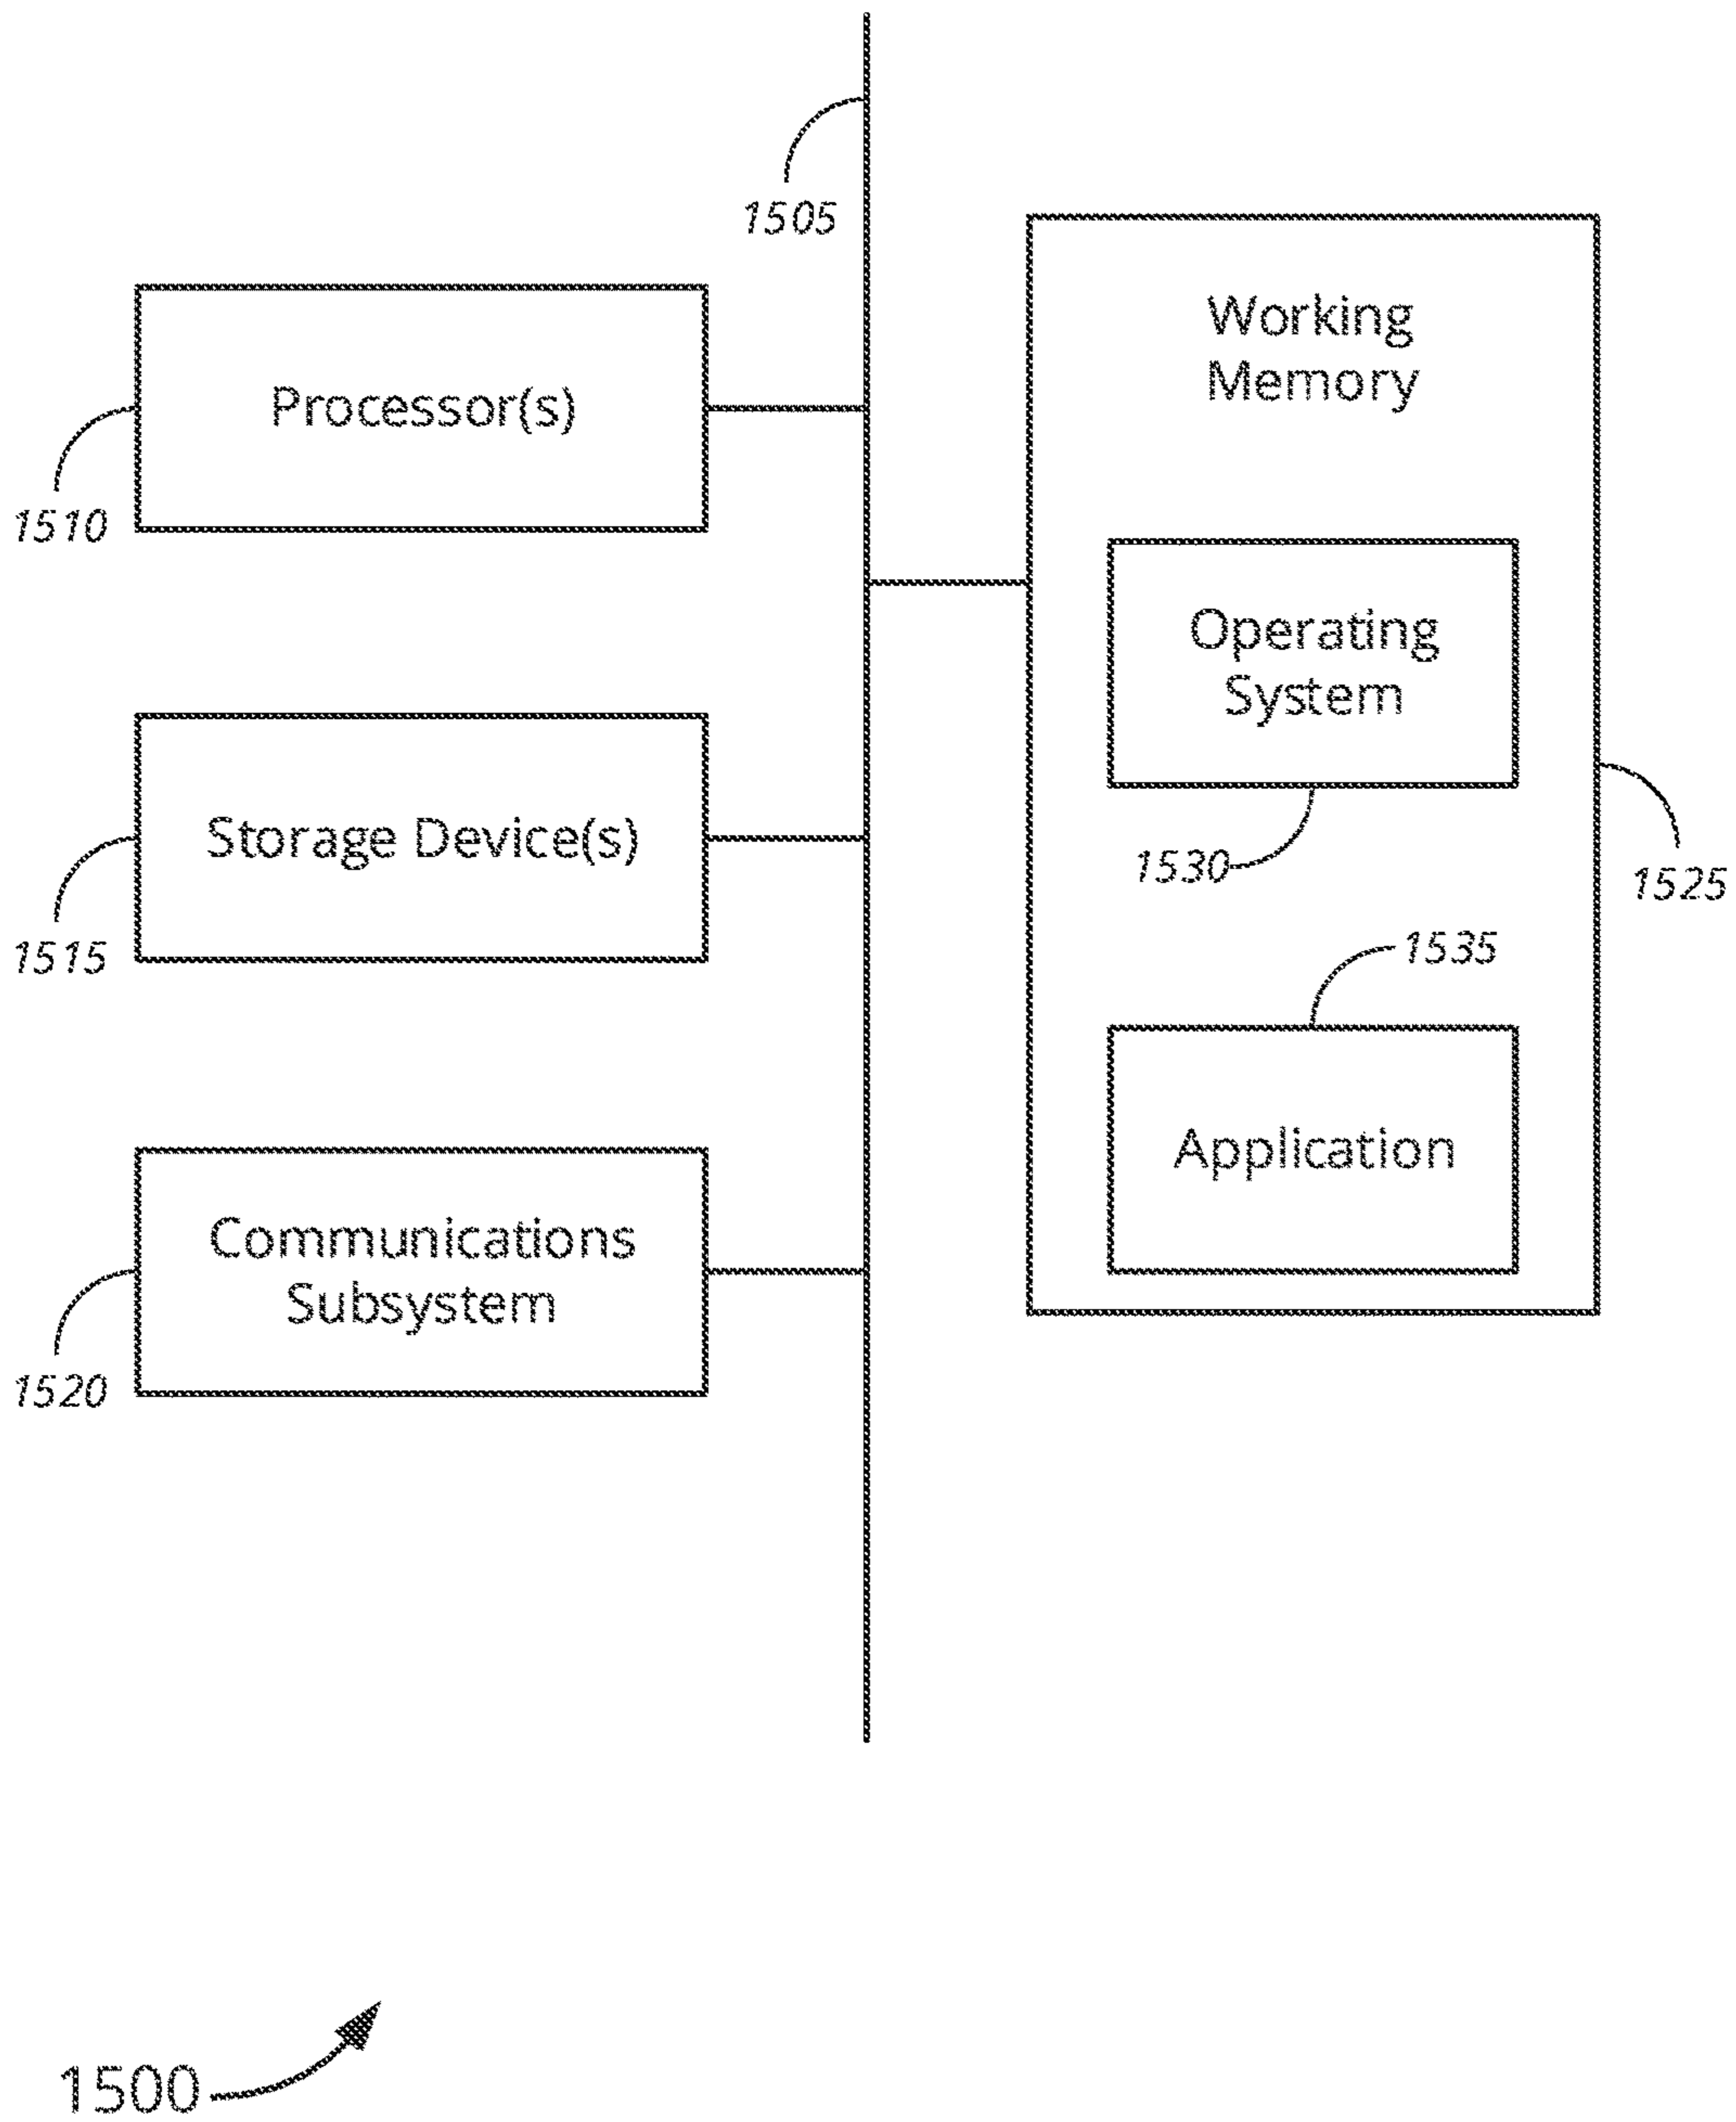 1505
Processor(s)
1510
Storage Device(s)
1515
Communications
Subsystem
1520
Working
Memory
Operating
System
1530
1525
1535
Application
1500